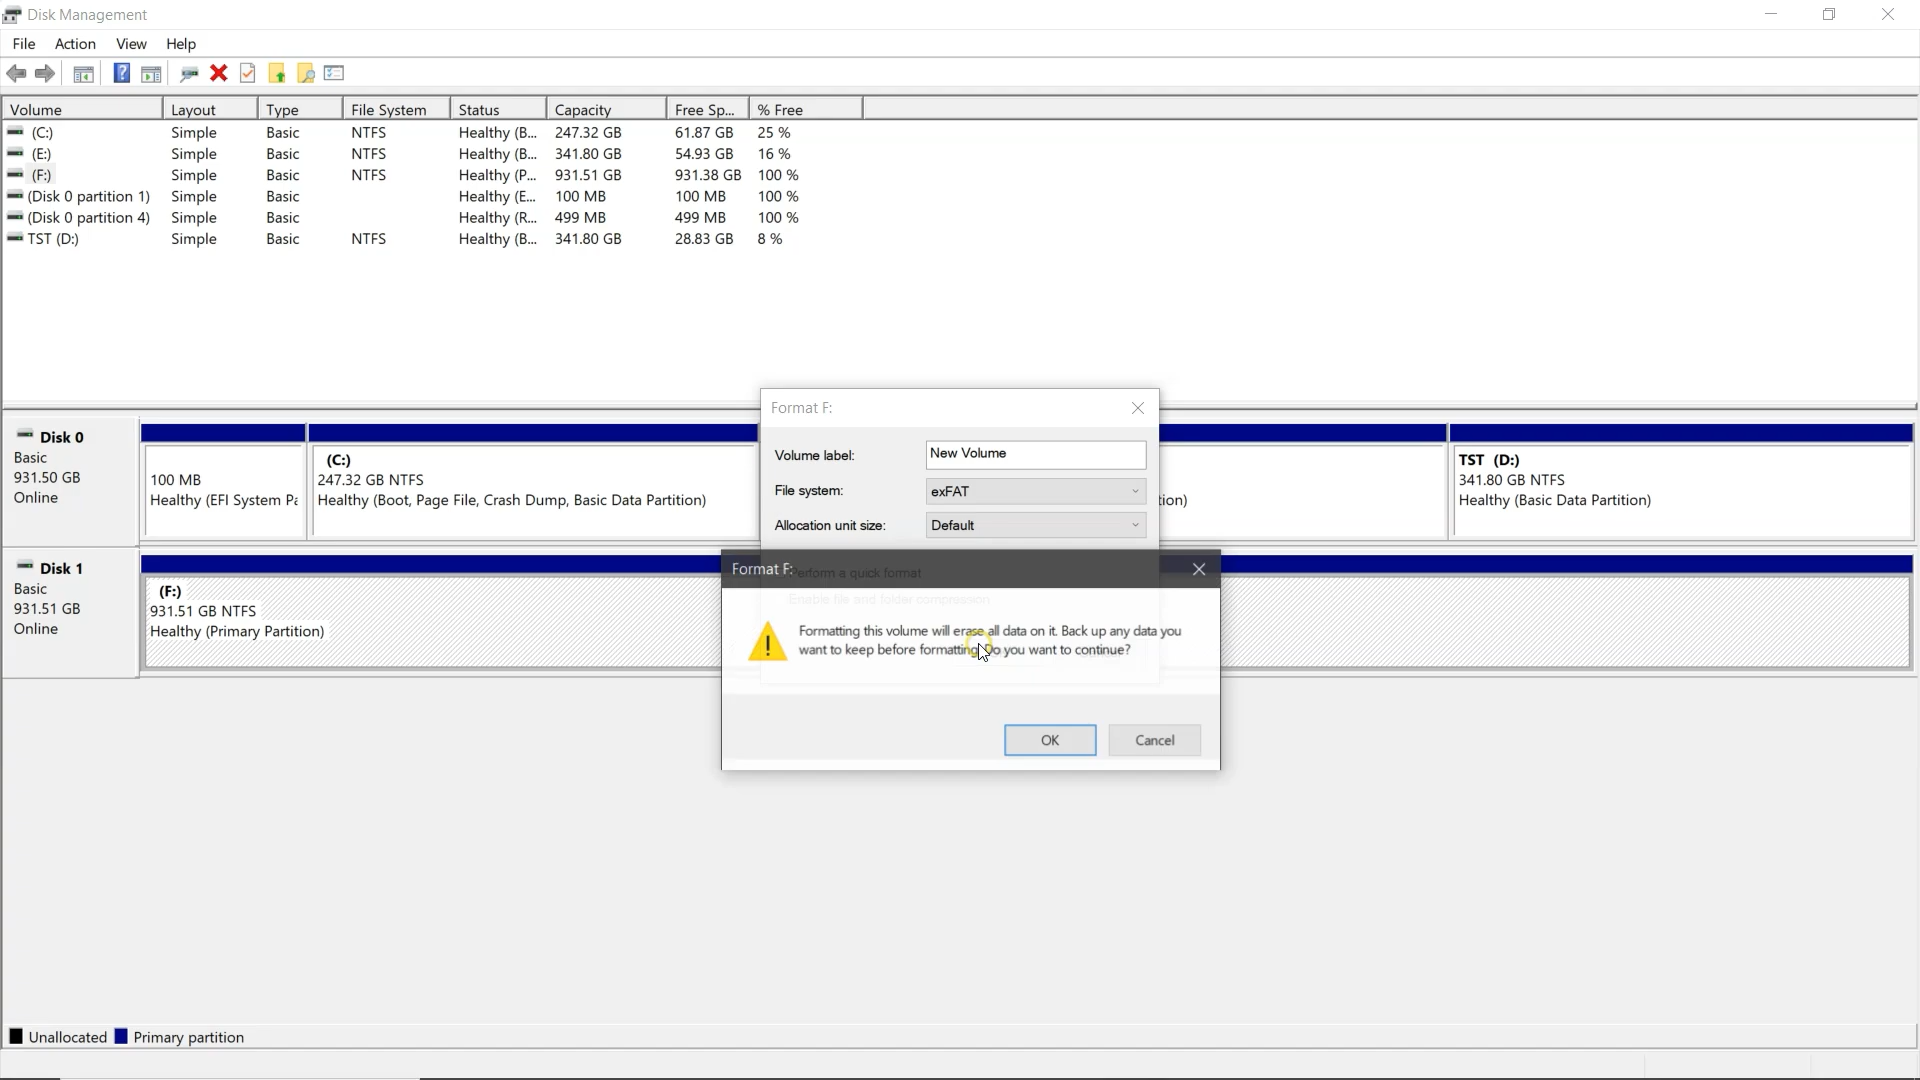 Disk Management
File Action View Help
Volume Layout Type File System Status Capacity Free Sp... % Free
(C:) Simple Basic NTFS Healthy (B... 247.32 GB 61.87 GB 25 %
(E:) Simple Basic NTFS Healthy (B... 341.80 GB 54.93 GB 16 %
(F:) Simple Basic NTFS Healthy (P... 931.51 GB 931.38 GB 100 %
(Disk 0 partition 1) Simple Basic Healthy (E... 100 MB 100 MB 100 %
(Disk 0 partition 4) Simple Basic Healthy (R... 499 MB 499 MB 100 %
TST (D:) Simple Basic NTFS Healthy (B... 341.80 GB 28.83 GB 8 %
Disk 0
Basic
931.50 GB
Online
100 MB
Healthy (EFI System Pa
(C:)
247.32 GB NTFS
Healthy (Boot, Page File, Crash Dump, Basic Data Partition)
tion)
TST (D:)
341.80 GB NTFS
Healthy (Basic Data Partition)
Format F:
Volume label: New Volume
File system: exFAT
Allocation unit size: Default
Perform a quick format
Enable file and folder compression
Disk 1
Basic
931.51 GB
Online
(F:)
931.51 GB NTFS
Healthy (Primary Partition)
Format F:
Formatting this volume will erase all data on it. Back up any data you
want to keep before formatting. Do you want to continue?
OK Cancel
Unallocated Primary partition